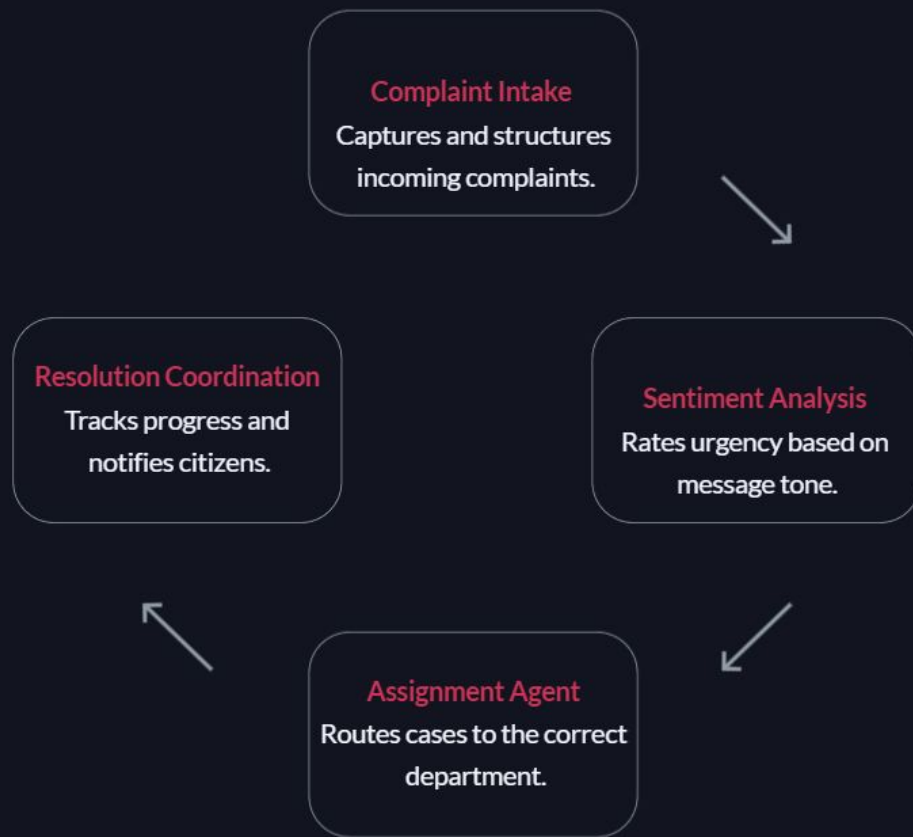 Complaint Intake
Captures and structures
incoming complaints.
Resolution Coordination
Tracks progress and
notifies citizens.
Sentiment Analysis
Rates urgency based on
message tone.
Assignment Agent
Routes cases to the correct
department.